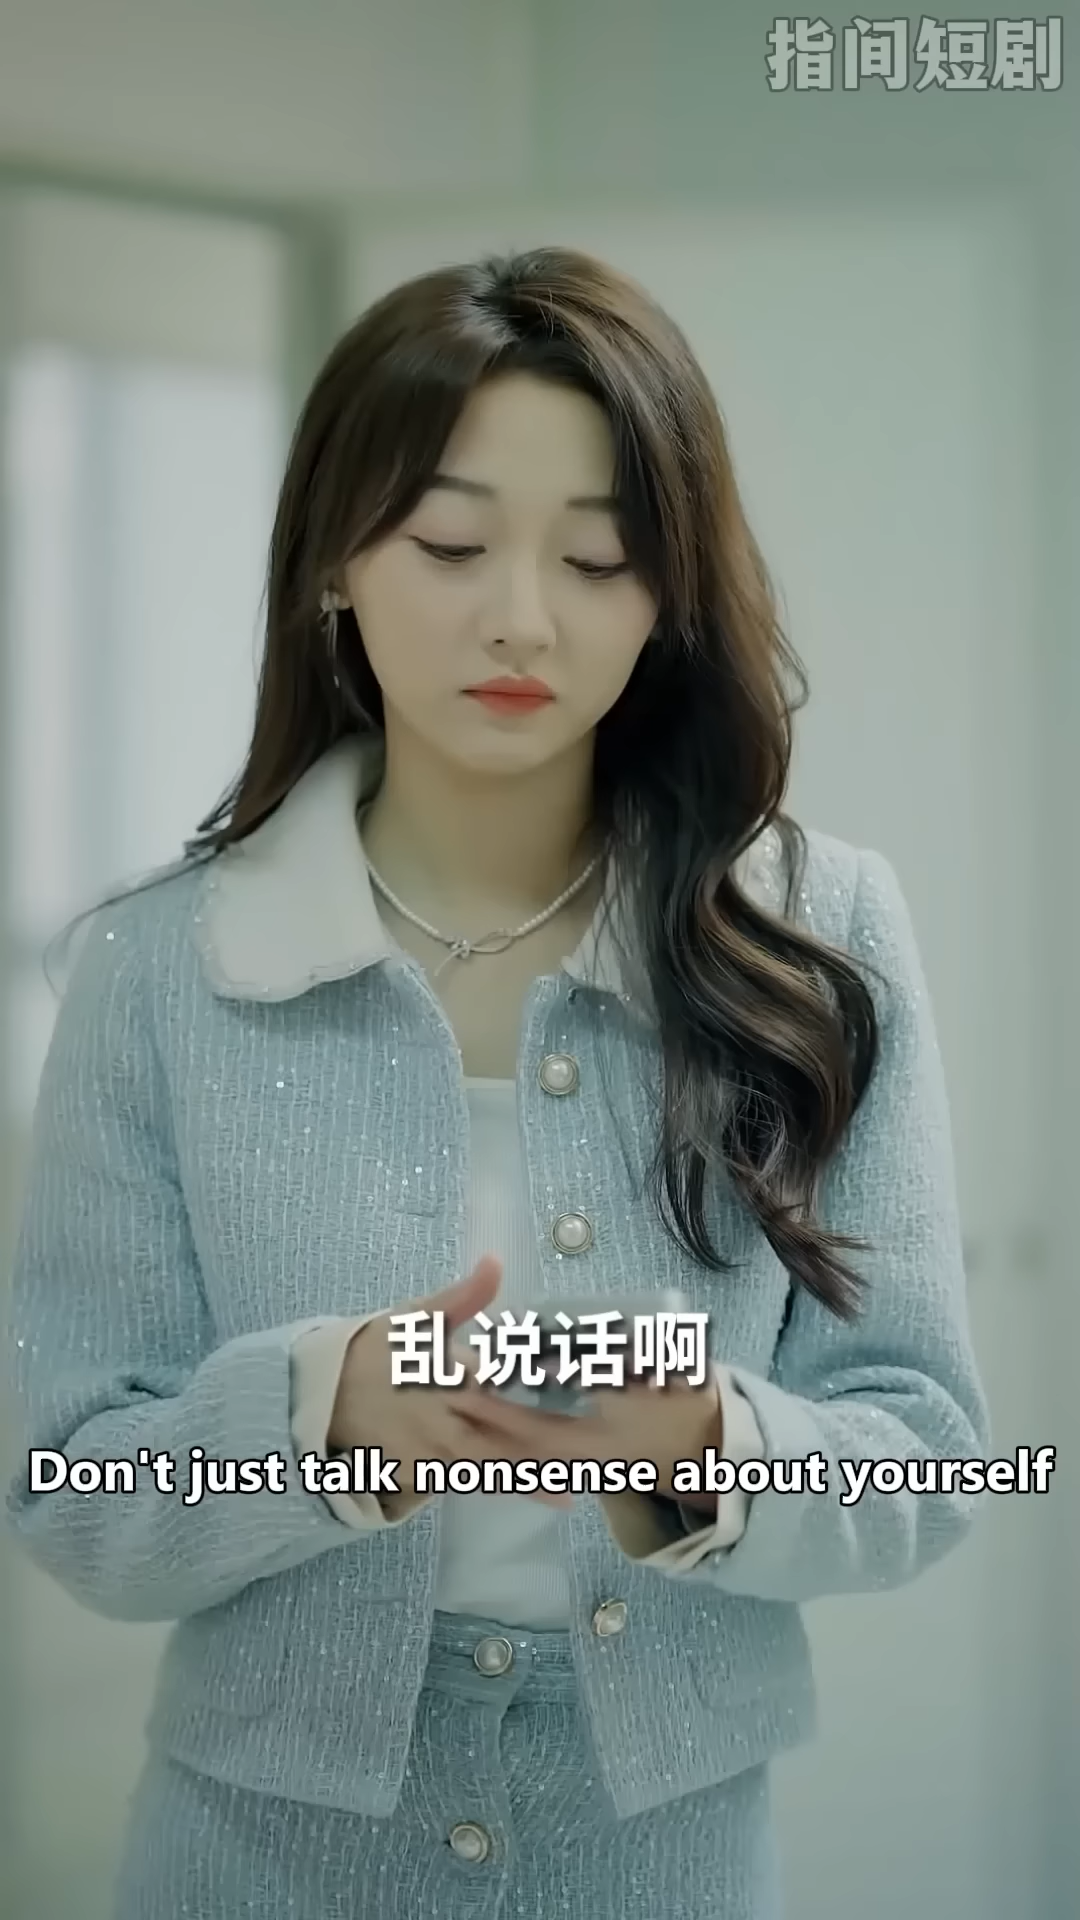 指间短剧
乱说话啊
Don't just talk nonsense about yourself